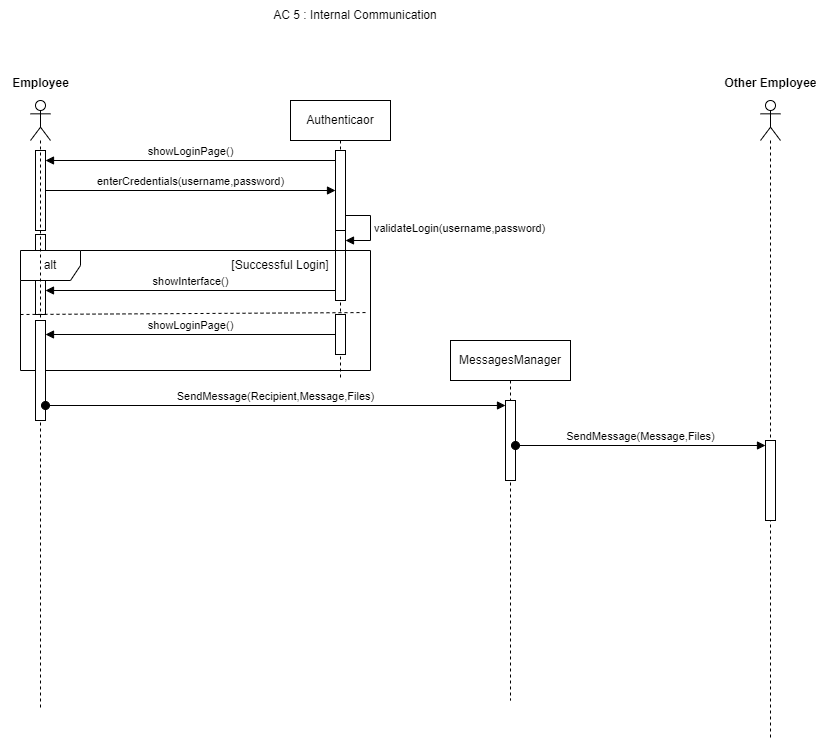 AC 5 : Internal Communication
Employee
Other Employee
Authenticaor
showLoginPage()
enterCredentials(username,password)
validateLogin(username,password)
alt
[Successful Login]
showInterface()
showLoginPage()
MessagesManager
SendMessage(Recipient,Message,Files)
SendMessage(Message,Files)